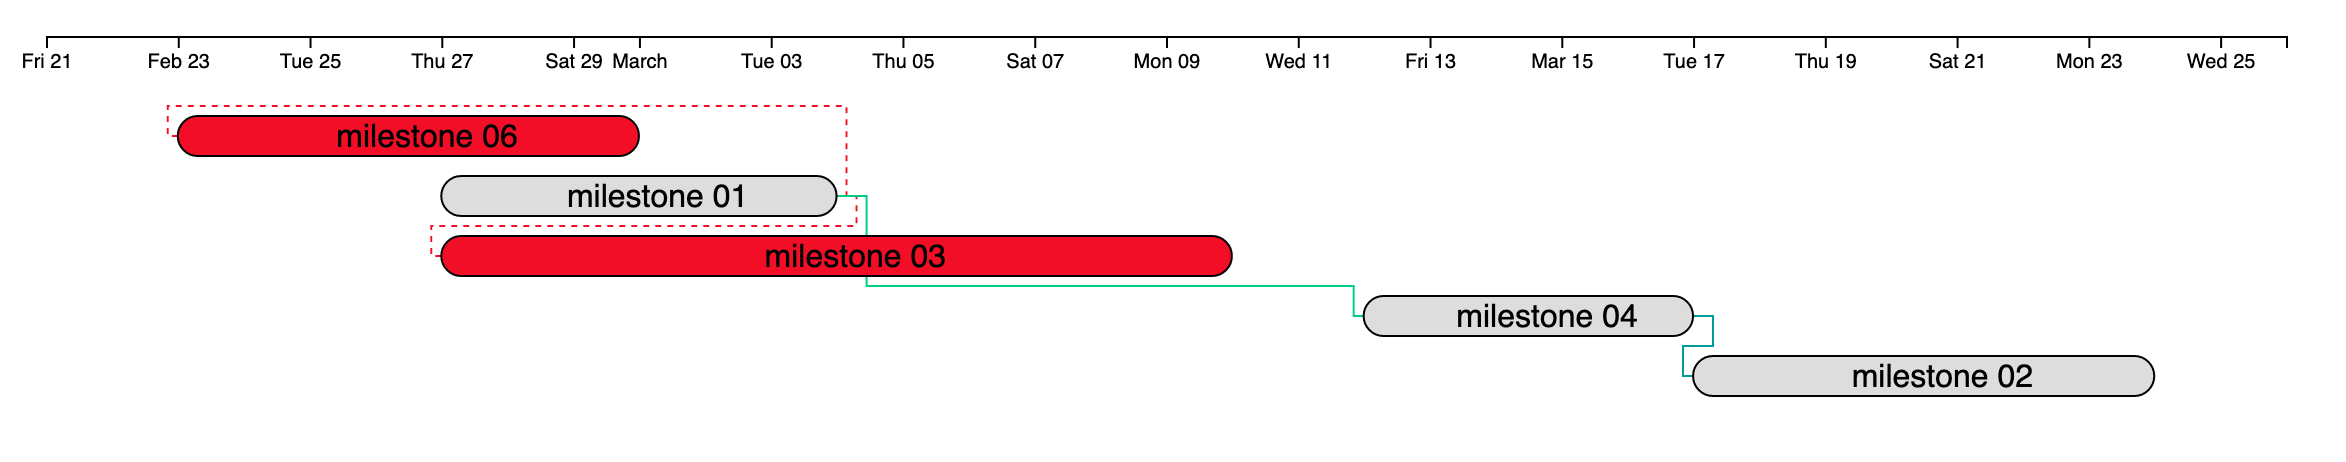 Fri 21 Feb 23 Tue 25 Thu 27 Sat 29 March Tue 03 Thu 05 Sat 07 Mon 09 Wed 11 Fri 13 Mar 15 Tue 17 Thu 19 Sat 21 Mon 23 Wed 25
milestone 06
milestone 01
milestone 03
milestone 04
milestone 02